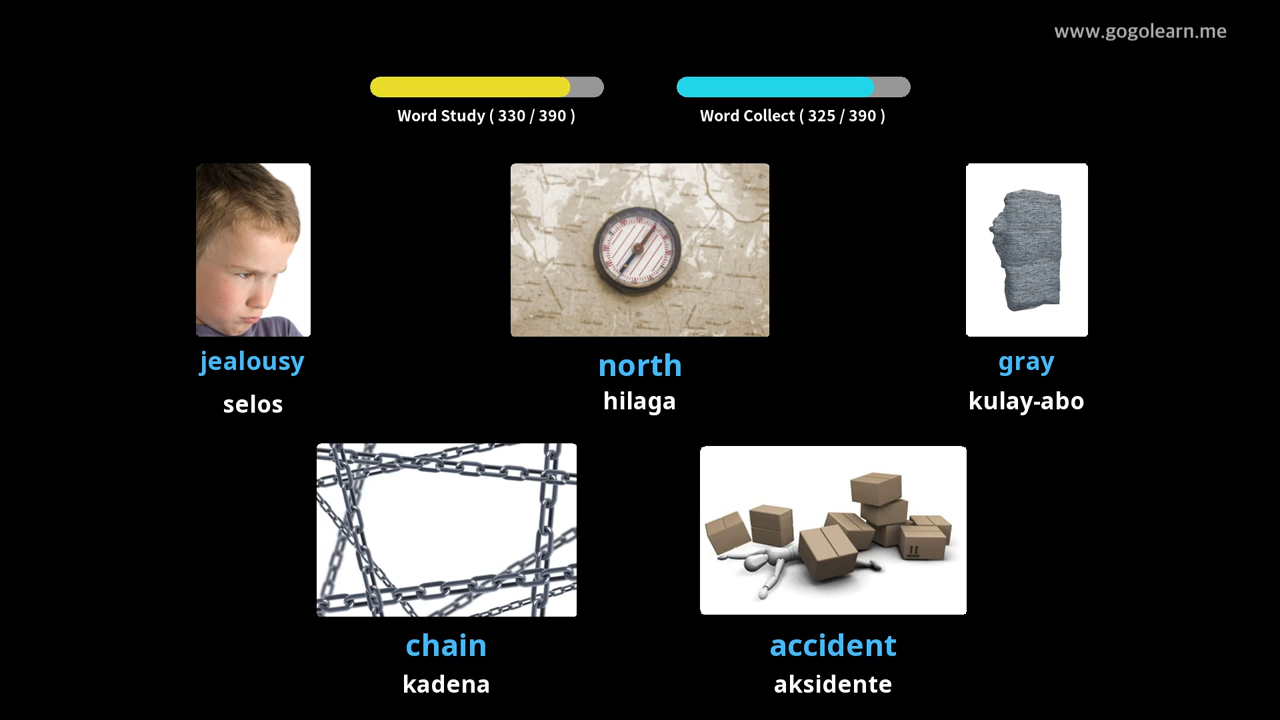 www.gogolearn.me
Word Study ( 330 / 390 )
Word Collect ( 325 / 390 )
jealousy
selos
north
hilaga
gray
kulay-abo
chain
kadena
accident
aksidente